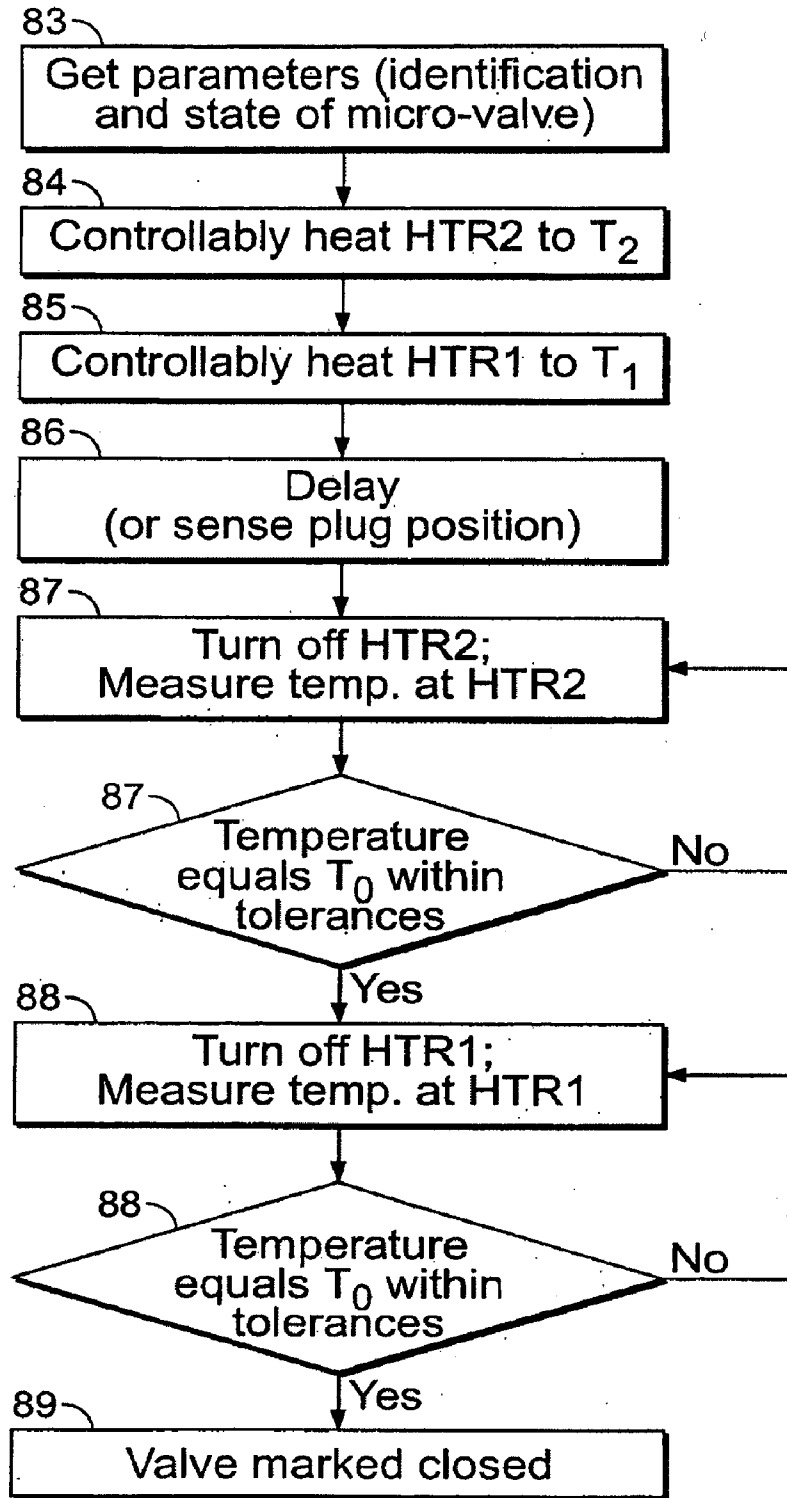 83
Get parameters (identification
and state of micro-valve)
84
Controllably heat HTR2 to T2
85
Controllably heat HTR1 to T1
86
Delay
(or sense plug position)
87
Turn off HTR2;
Measure temp. at HTR2
87
Temperature
equals T0 within
tolerances
No
Yes
88
Turn off HTR1;
Measure temp. at HTR1
88
Temperature
equals T0 within
tolerances
No
Yes
89
Valve marked closed